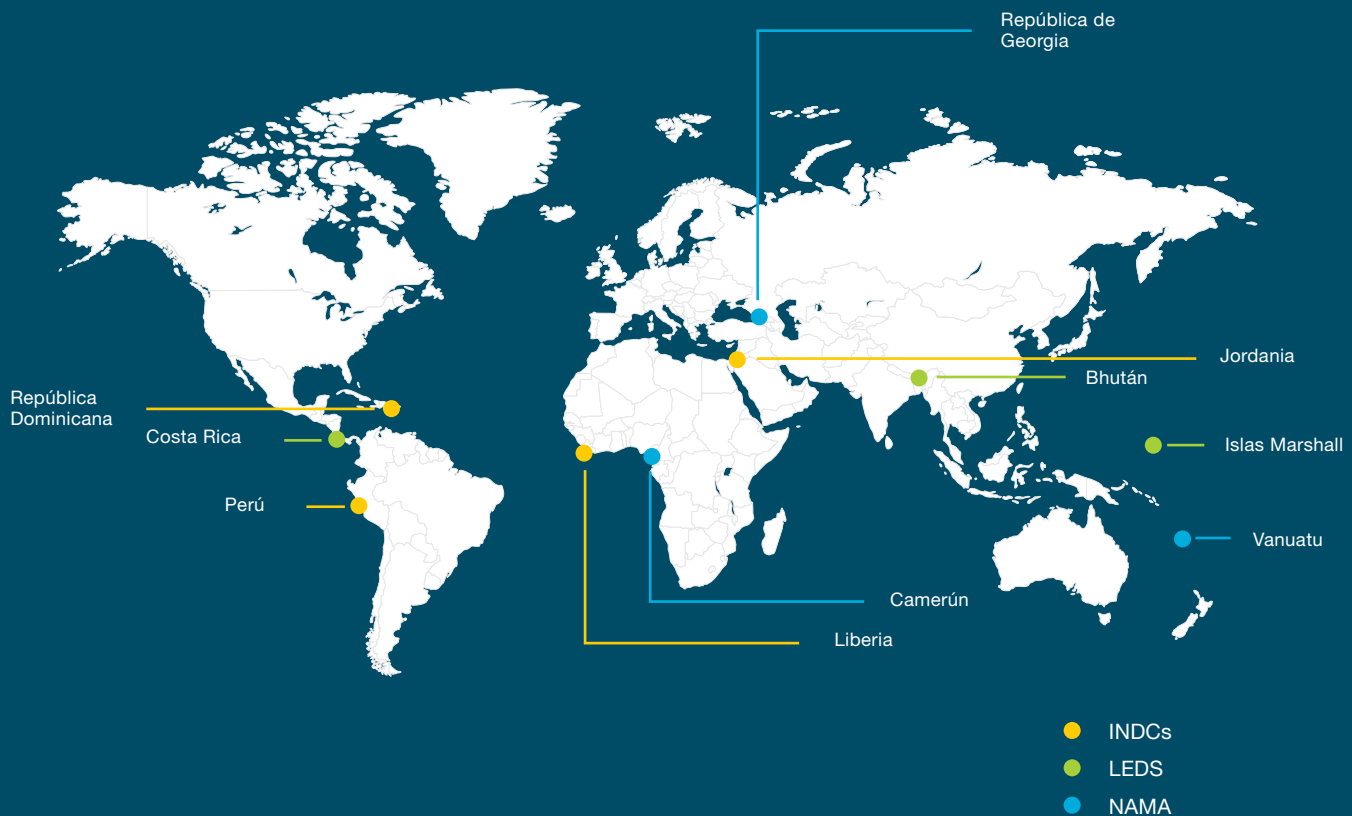 República de
Georgia
Jordania
Bhután
República
Dominicana
Costa Rica
Islas Marshall
Perú
Vanuatu
Camerún
Liberia
INDCs
LEDS
NAMA